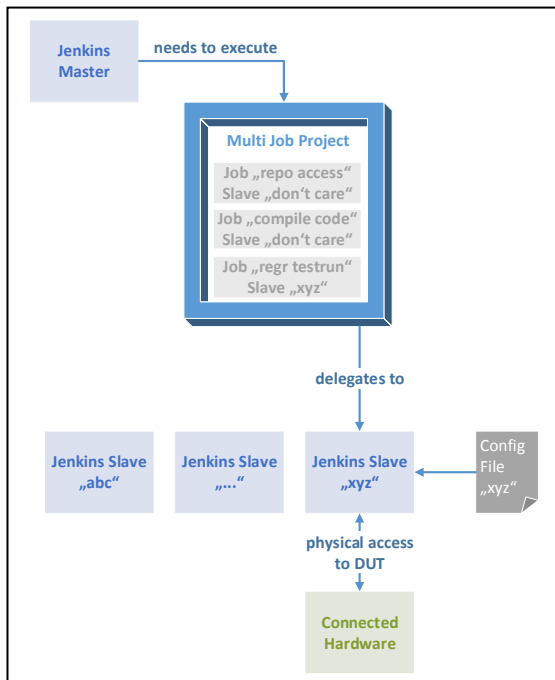 Jenkins
Master
needs to execute
Multi Job Project
Job „repo access“
Slave „don‘t care“
Job „compile code“
Slave „don‘t care“
Job „regr testrun“
Slave „xyz“
delegates to
Jenkins Slave
„abc“
Jenkins Slave
„...“
Jenkins Slave
„xyz“
Config
File
„xyz“
physical access
to DUT
Connected
Hardware